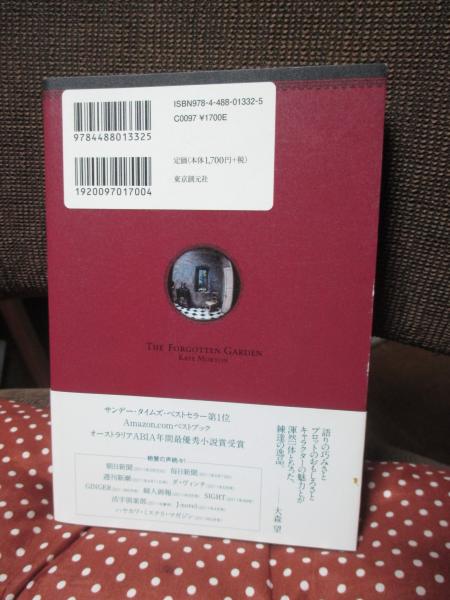 ISBN978-4-488-01332-5
C0097 ¥1700E
9784488013325
定価(本体1,700円+税)
東京創元社
1920097017004
THE FORGOTTEN GARDEN
KATE MORTON
サンデー・タイムズ・ベストセラー第1位
Amazon.comベストブック
オーストラリアABIA年間最優秀小説賞受賞
絶賛の声続々!
朝日新聞 毎日新聞
週刊新潮 ダ・ヴィンチ
GINGER 婦人画報 SIGHT
活字倶楽部 J-novel
ハヤカワ・ミステリ・マガジン
語りの巧みさと
プロットのおもしろさと
キャラクターの魅力とが
渾然一体となった、
錬達の逸品。 ――大森 望